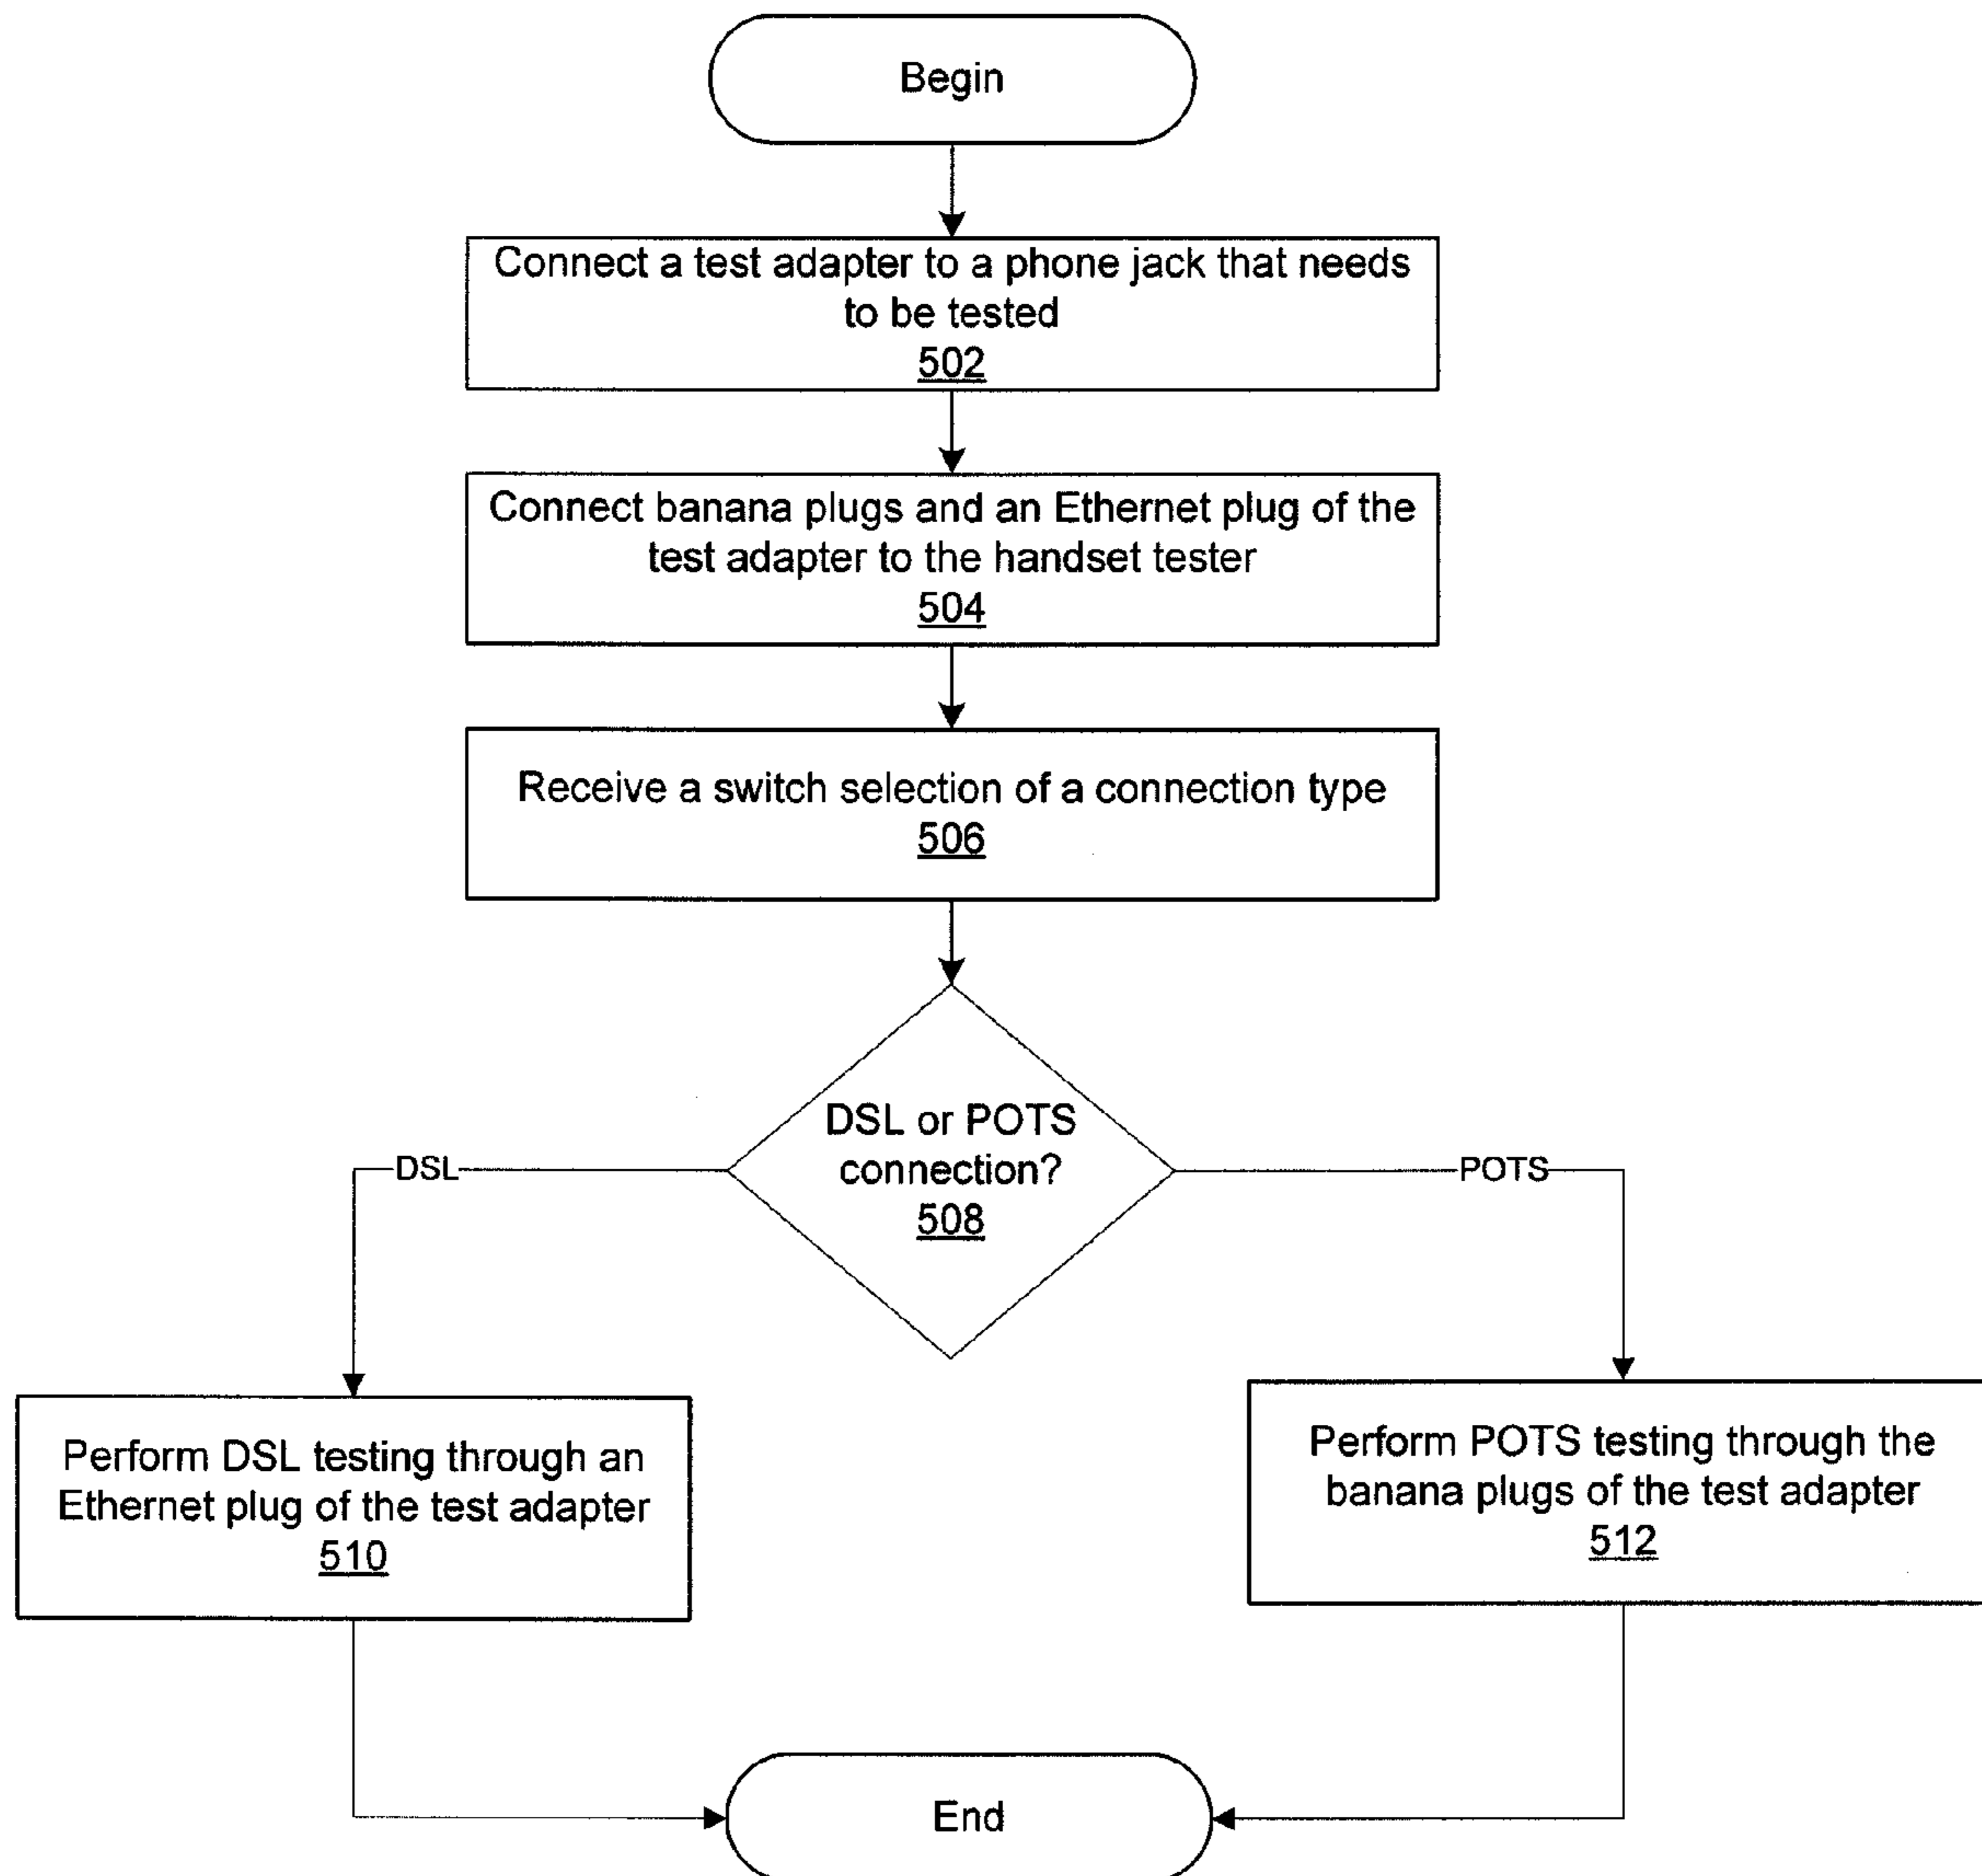 Begin
Connect a test adapter to a phone jack that needs
to be tested
502
Connect banana plugs and an Ethernet plug of the
test adapter to the handset tester
504
Receive a switch selection of a connection type
506
DSL or POTS
connection?
508
DSL
POTS
Perform DSL testing through an
Ethernet plug of the test adapter
510
Perform POTS testing through the
banana plugs of the test adapter
512
End